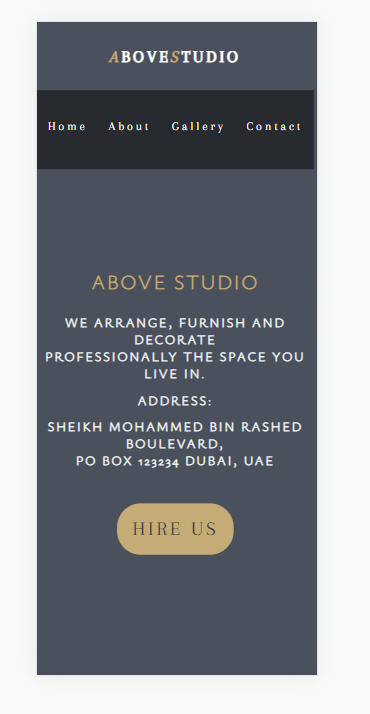 ABOVESTUDIO
Home About Gallery Contact
ABOVE STUDIO
WE ARRANGE, FURNISH AND
DECORATE
PROFESSIONALLY THE SPACE YOU
LIVE IN.
ADDRESS:
SHEIKH MOHAMMED BIN RASHED
BOULEVARD,
PO BOX 123234 DUBAI, UAE
HIRE US